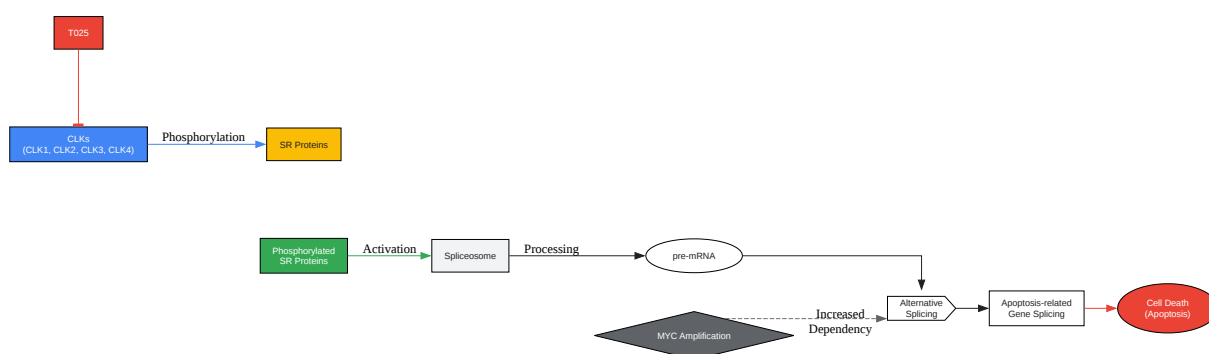 T025
CLKs
(CLK1, CLK2, CLK3, CLK4)
Phosphorylation
SR Proteins
Phosphorylated
SR Proteins
Activation
Spliceosome
Processing
pre-mRNA
Alternative
Splicing
Apoptosis-related
Gene Splicing
Cell Death
(Apoptosis)
MYC Amplification
Increased
Dependency